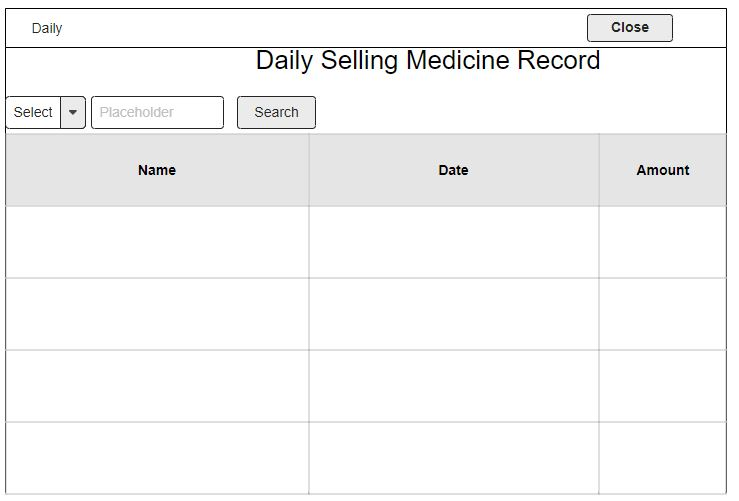 Daily Close
Daily Selling Medicine Record
Select Placeholder Search
Name Date Amount